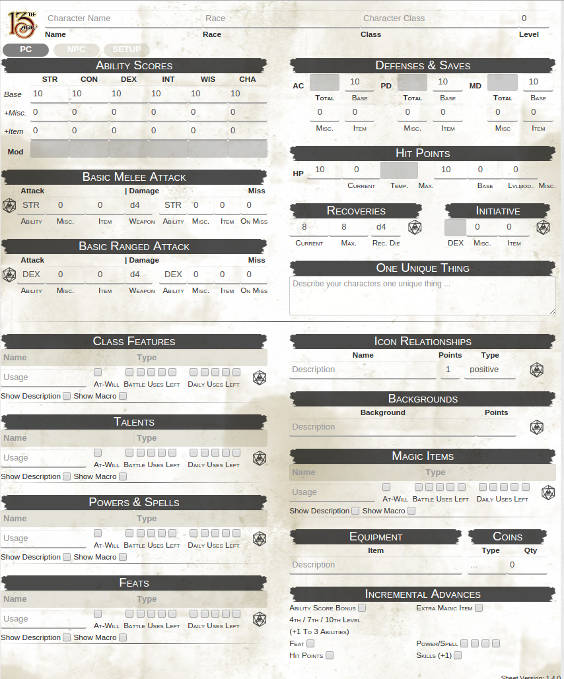 13TH AGE
Character Name Race Character Class 0
Name Race Class Level
PC NPC SETUP
Ability Scores
STR CON DEX INT WIS CHA
Base 10 10 10 10 10 10
+Misc. 0 0 0 0 0 0
+Item 0 0 0 0 0 0
Mod
Basic Melee Attack
Attack | Damage Miss
STR 0 0 d4 STR 0 0 0
Ability Misc. Item Weapon Ability Misc. Item On Miss
Basic Ranged Attack
Attack | Damage Miss
DEX 0 0 d4 DEX 0 0 0
Ability Misc. Item Weapon Ability Misc. Item On Miss
Defenses & Saves
AC 10 PD 10 MD 10
Total Base Total Base Total Base
0 0 0 0 0 0
Misc. Item Misc. Item Misc Item
Hit Points
HP 10 0 10 0 0
Current Temp. Max. Base Lvlmod. Misc.
Recoveries
8 8 d4
Current Max. Rec. Die
Initiative
0 0
DEX Misc. Item
One Unique Thing
Describe your characters one unique thing ...
Class Features
Name Type
Usage
At-Will Battle Uses Left Daily Uses Left
Show Description Show Macro
Talents
Name Type
Usage
At-Will Battle Uses Left Daily Uses Left
Show Description Show Macro
Powers & Spells
Name Type
Usage
At-Will Battle Uses Left Daily Uses Left
Show Description Show Macro
Feats
Name Type
Usage
At-Will Battle Uses Left Daily Uses Left
Show Description Show Macro
Icon Relationships
Name Points Type
Description 1 positive
Backgrounds
Background Points
Description
Magic Items
Name Type
Usage
At-Will Battle Uses Left Daily Uses Left
Show Description Show Macro
Equipment
Item
Description
Coins
Type Qty
... 0
Incremental Advances
Ability Score Bonus Extra Magic Item
4th / 7th / 10th Level
(+1 To 3 Abilities)
Feat Power/Spell
Hit Points Skills (+1)
Sheet Version: 1.4.0